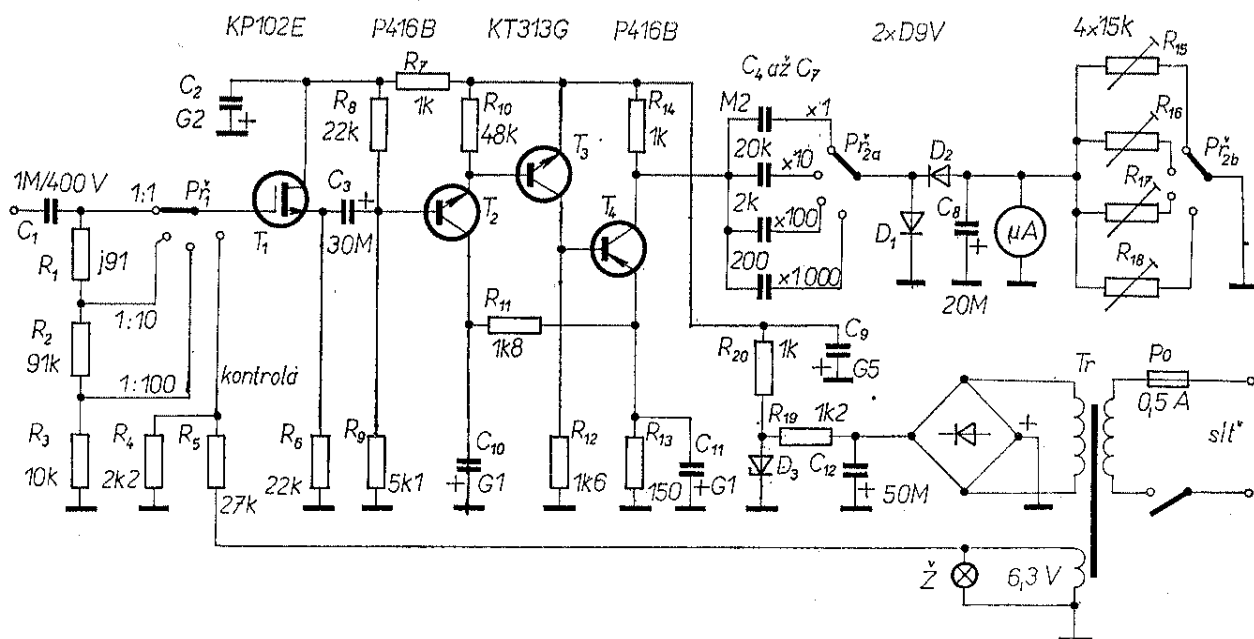 KP102E P416B KT313G P416B 2xD9V 4x15k
C2 G2
R7 1k
R8 22k
R10 48k
R14 1k
C4 až C7
M2 x1
20k x10
2k x100
200 x1000
Př2a
D2
D1
C8 20M
µA
R15
R16
R17
R18
Př2b
1M/400 V
C1
1:1
Př1
T1
C3 30M
T2
T3
T4
R1 j91
R2 91k
R3 10k
1:10
1:100
kontrola
R4 2k2
R5 27k
R6 22k
R9 5k1
R11 1k8
C10 G1
R12 1k6
R13 150
C11 G1
R20 1k
C9 G5
R19 1k2
D3
C12 50M
Tr
Po 0,5 A
síť
Ž
6,3 V